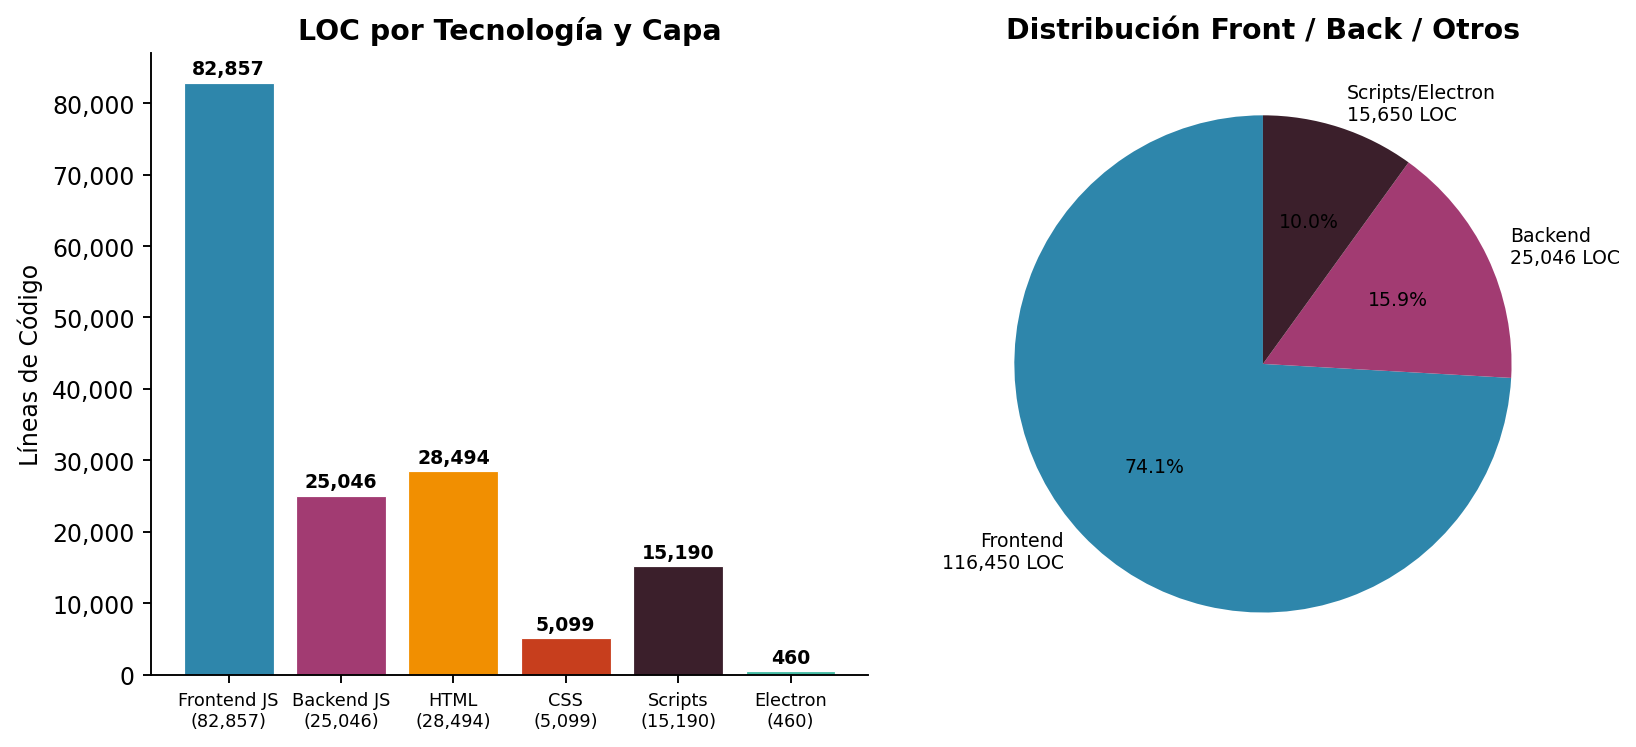 LOC por Tecnología y Capa
Líneas de Código
80,000
70,000
60,000
50,000
40,000
30,000
20,000
10,000
0
82,857
25,046
28,494
5,099
15,190
460
Frontend JS
(82,857)
Backend JS
(25,046)
HTML
(28,494)
CSS
(5,099)
Scripts
(15,190)
Electron
(460)
Distribución Front / Back / Otros
Scripts/Electron
15,650 LOC
10.0%
Backend
25,046 LOC
15.9%
74.1%
Frontend
116,450 LOC